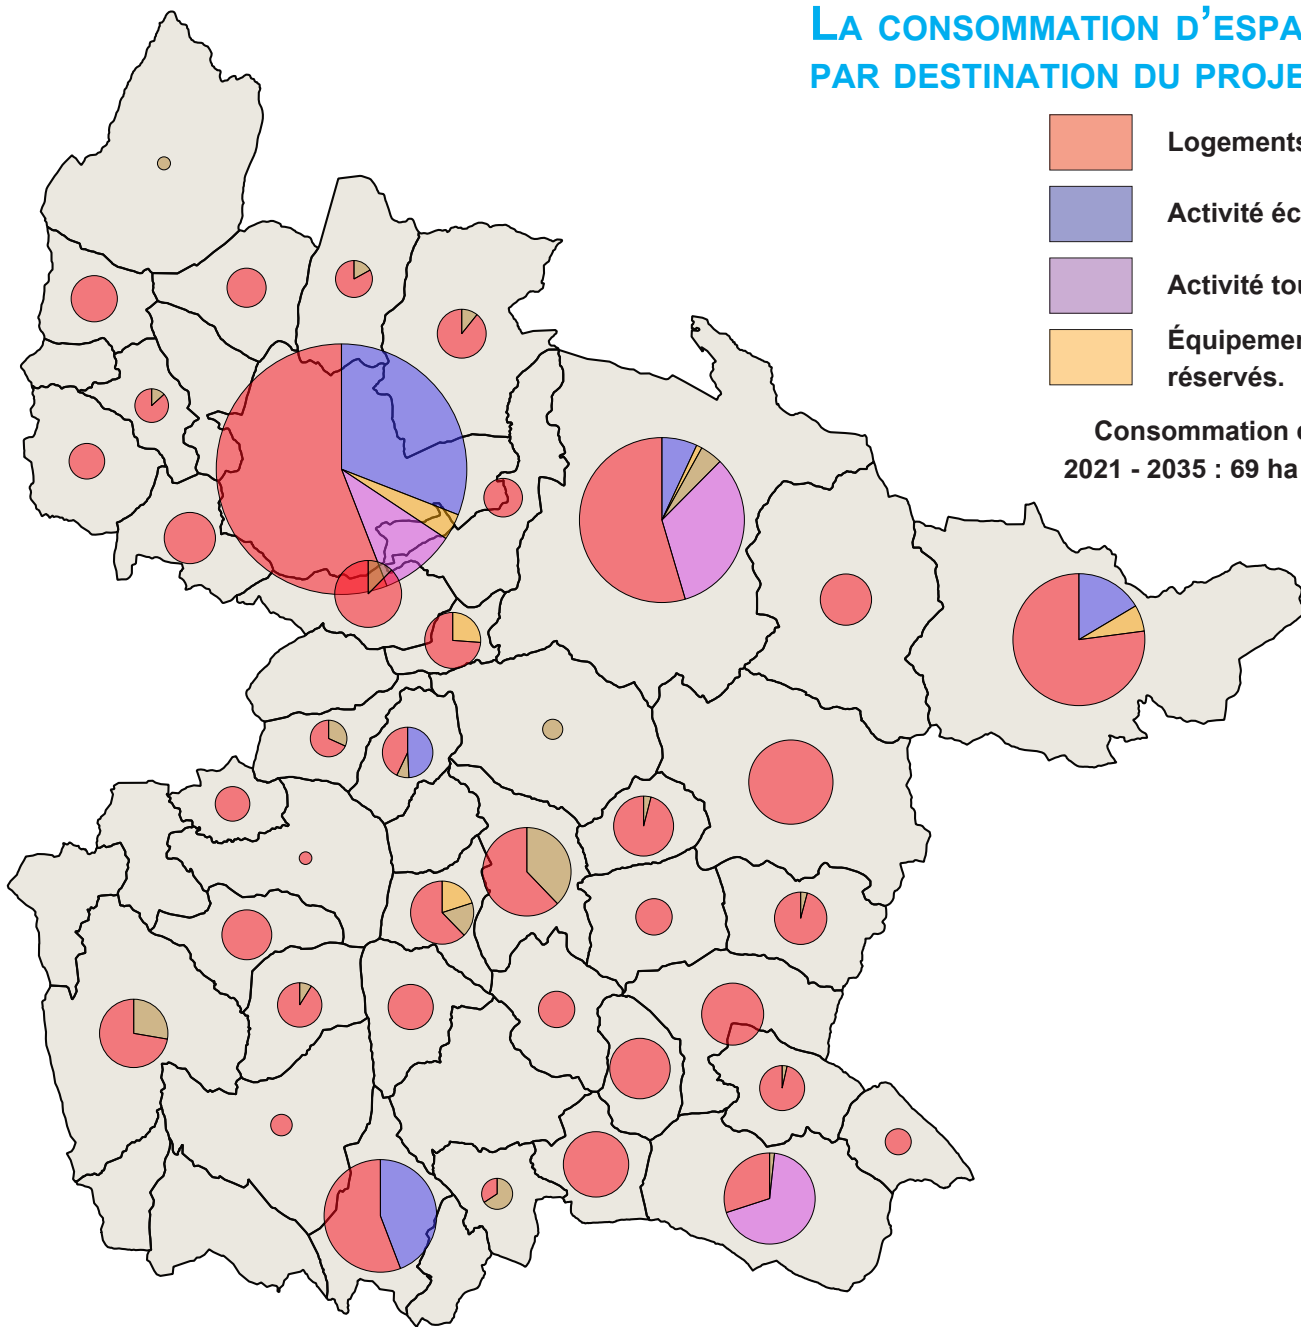 LA CONSOMMATION D'ESPA
PAR DESTINATION DU PROJE
Logements
Activité éc
Activité tou
Équipemen
réservés.
Consommation
2021 - 2035 : 69 ha